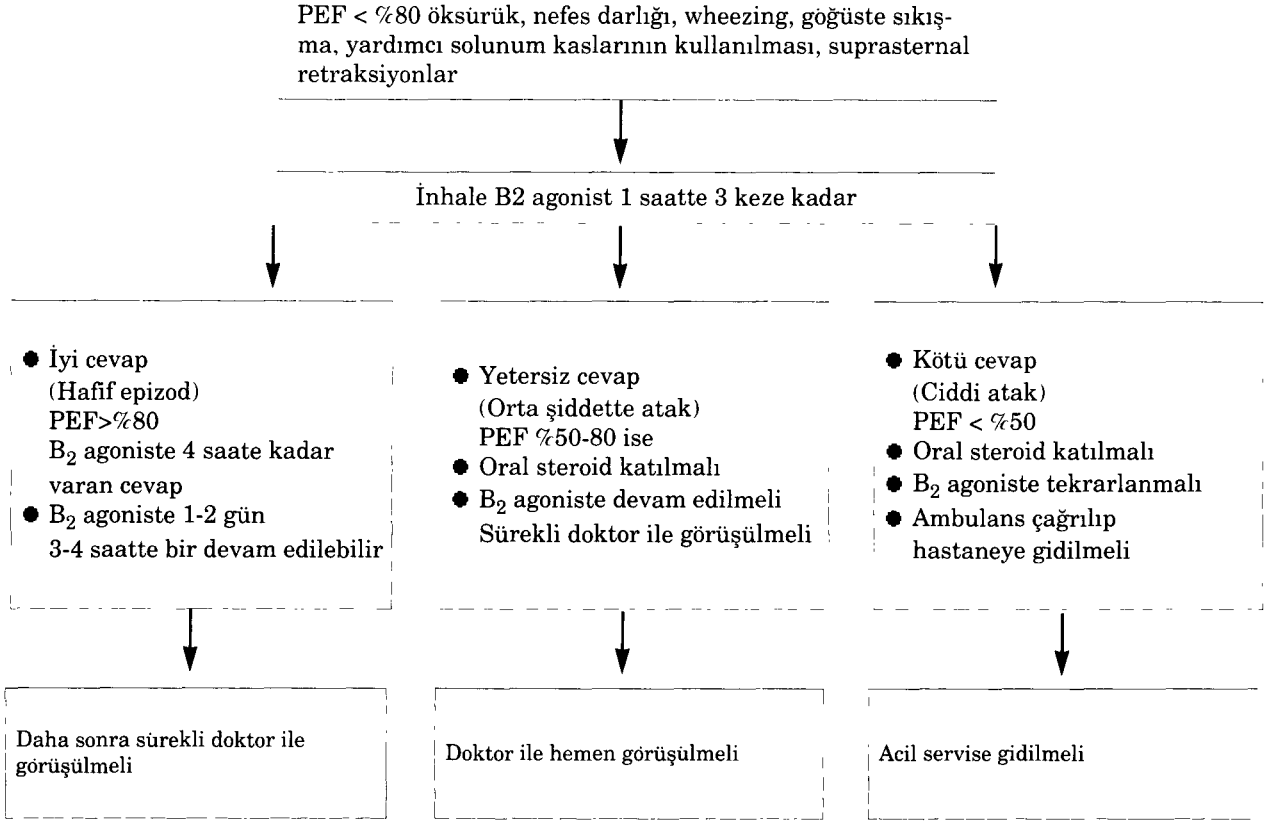 PEF < %80 öksürük, nefes darlığı, wheezing, göğüste sıkış-
ma, yardımcı solunum kaslarının kullanılması, suprasternal
retraksiyonlar
İnhale B2 agonist 1 saatte 3 keze kadar
● İyi cevap
(Hafif epizod)
PEF>%80
B₂ agoniste 4 saate kadar
varan cevap
● B₂ agoniste 1-2 gün
3-4 saatte bir devam edilebilir
● Yetersiz cevap
(Orta şiddette atak)
PEF %50-80 ise
● Oral steroid katılmalı
● B₂ agoniste devam edilmeli
Sürekli doktor ile görüşülmeli
● Kötü cevap
(Ciddi atak)
PEF < %50
● Oral steroid katılmalı
● B₂ agoniste tekrarlanmalı
● Ambulans çağrılıp
hastaneye gidilmeli
Daha sonra sürekli doktor ile
görüşülmeli
Doktor ile hemen görüşülmeli
Acil servise gidilmeli